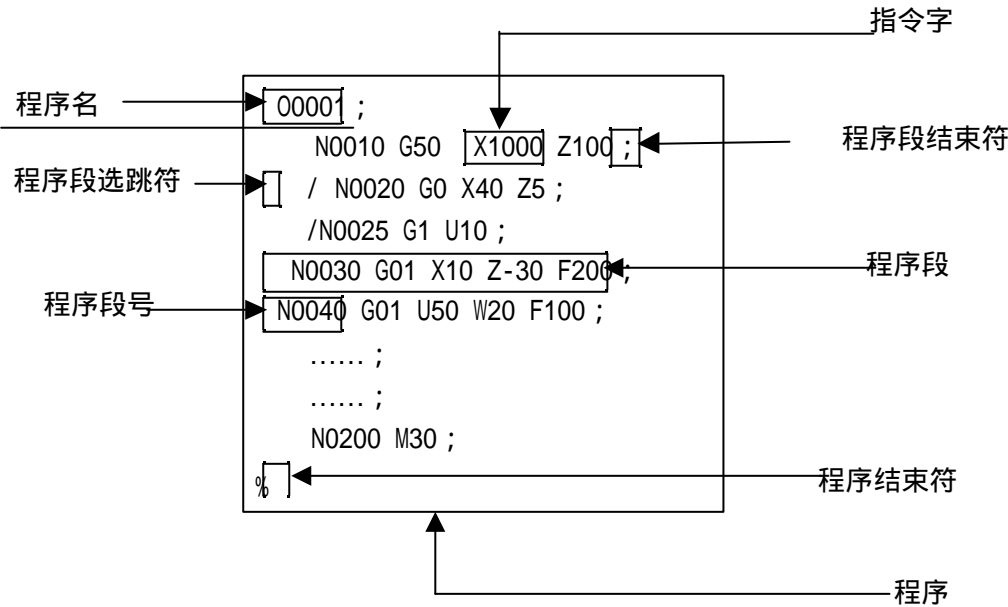 指令字
程序名
O0001;
N0010 G50 X1000 Z100;
程序段结束符
程序段选跳符
/ N0020 G0 X40 Z5;
/N0025 G1 U10;
N0030 G01 X10 Z-30 F200;
程序段
程序段号
N0040 G01 U50 W20 F100;
……;
……;
N0200 M30;
%
程序结束符
程序